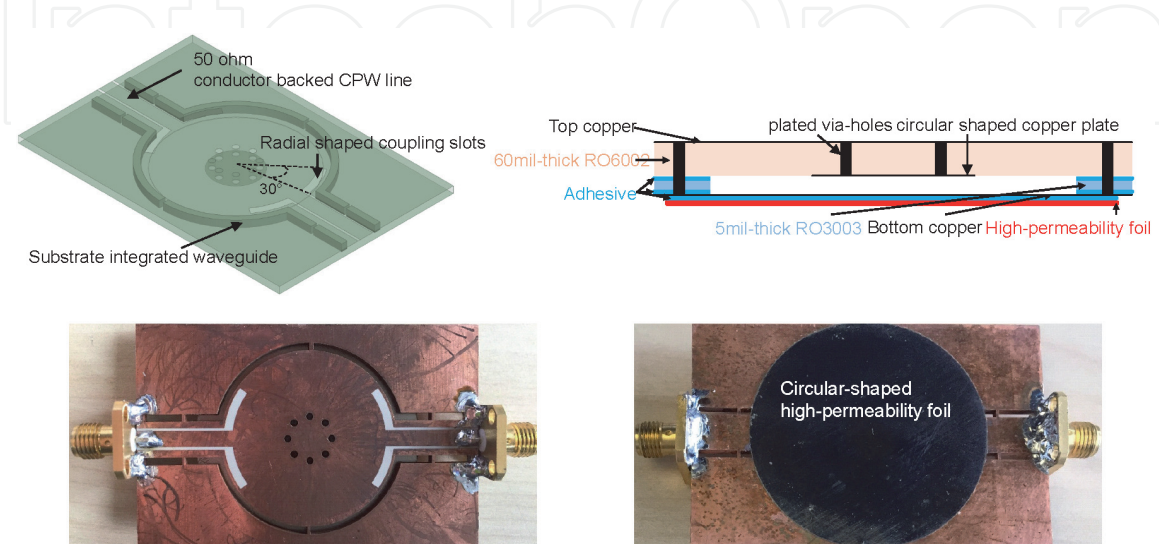 50 ohm
conductor backed CPW line
Radial shaped coupling slots
30°
Substrate integrated waveguide
Top copper
plated via-holes circular shaped copper plate
60mil-thick RO6002
Adhesive
5mil-thick RO3003 Bottom copper High-permeability foil
Circular-shaped
high-permeability foil